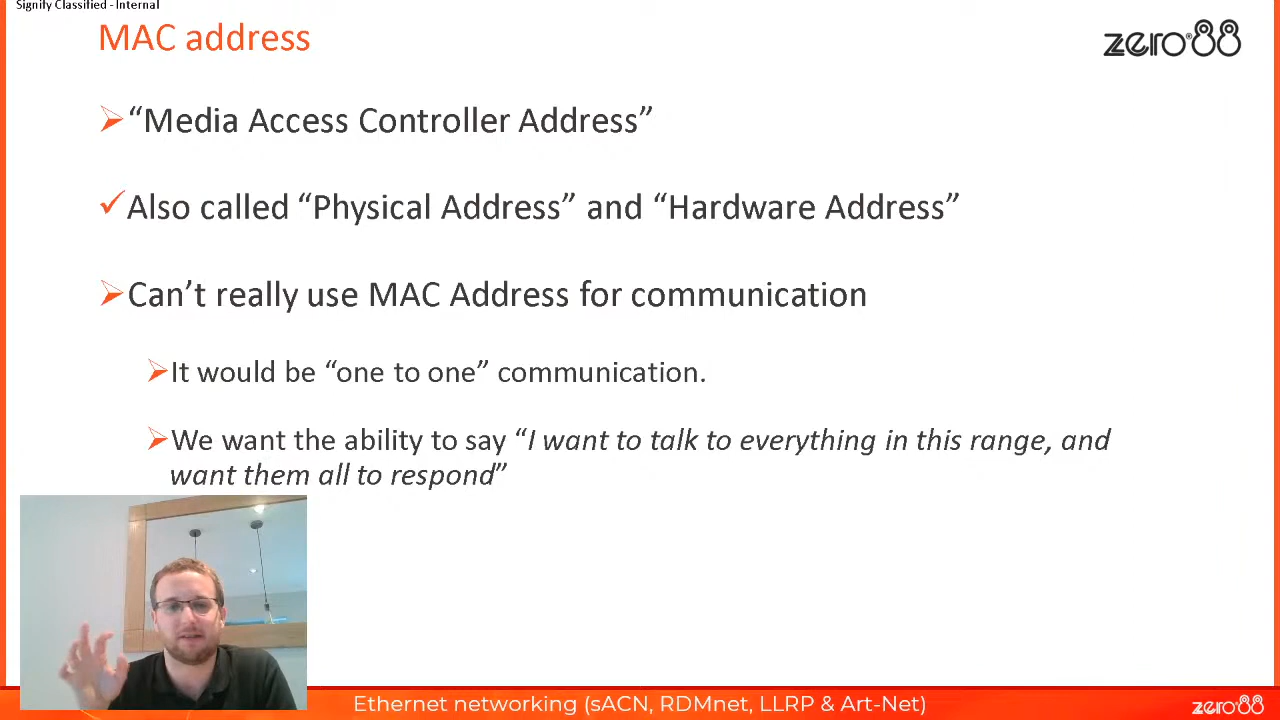 Signify Classified - Internal
MAC address
zero®88
“Media Access Controller Address”
Also called “Physical Address” and “Hardware Address”
Can’t really use MAC Address for communication
It would be “one to one” communication.
We want the ability to say “I want to talk to everything in this range, and
want them all to respond”
Ethernet networking (sACN, RDMnet, LLRP & Art-Net)
zero88